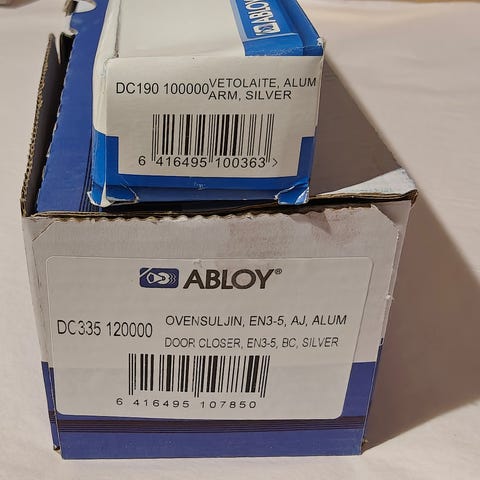 ABLOY
DC190 100000 VETOLAITE, ALUM
ARM, SILVER
6 416495 100363 >
ABLOY®
DC335 120000 OVENSULJIN, EN3-5, AJ, ALUM
DOOR CLOSER, EN3-5, BC, SILVER
6 416495 107850